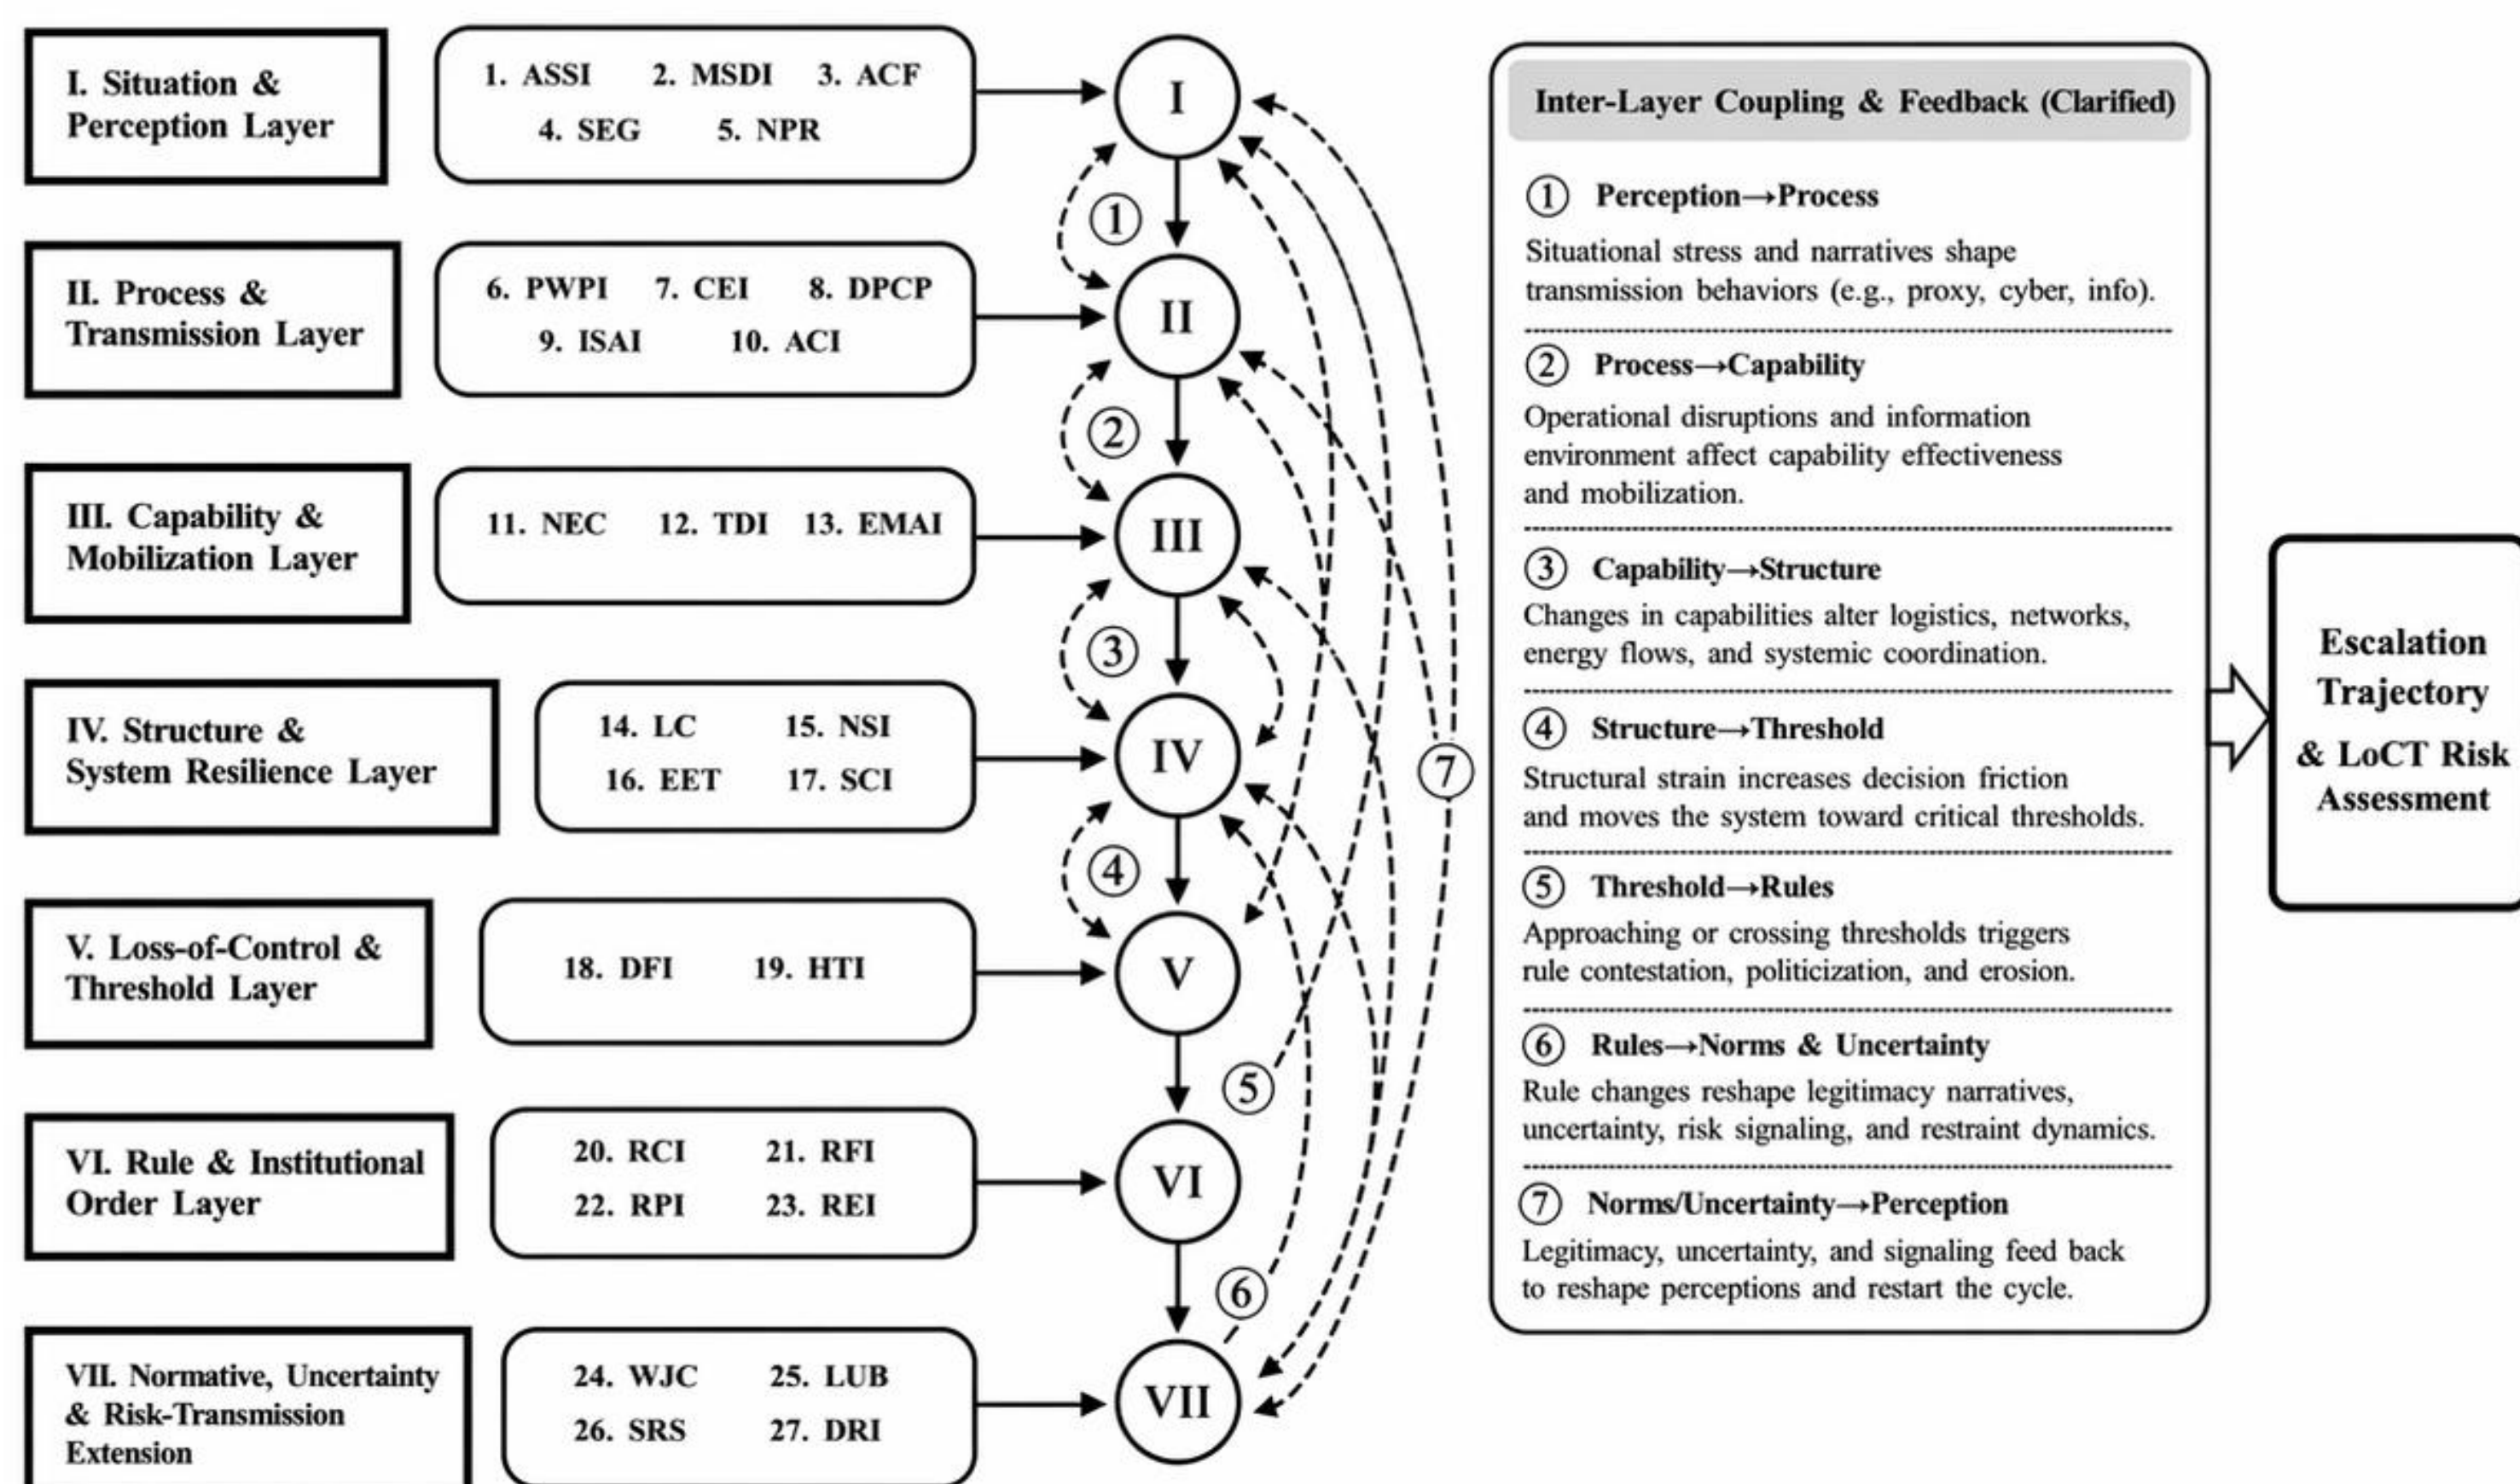 I. Situation &
Perception Layer
1. ASSI 2. MSDI 3. ACF
4. SEG 5. NPR
I
①
II. Process &
Transmission Layer
6. PWPI 7. CEI 8. DPCP
9. ISAI 10. ACI
II
②
III. Capability &
Mobilization Layer
11. NEC 12. TDI 13. EMAI
III
③
IV. Structure &
System Resilience Layer
14. LC 15. NSI
16. EET 17. SCI
IV
⑦
④
V. Loss-of-Control &
Threshold Layer
18. DFI 19. HTI
V
⑤
VI. Rule & Institutional
Order Layer
20. RCI 21. RFI
22. RPI 23. REI
VI
⑥
VII. Normative, Uncertainty
& Risk-Transmission
Extension
24. WJC 25. LUB
26. SRS 27. DRI
VII
Inter-Layer Coupling & Feedback (Clarified)
① Perception→Process
Situational stress and narratives shape
transmission behaviors (e.g., proxy, cyber, info).
② Process→Capability
Operational disruptions and information
environment affect capability effectiveness
and mobilization.
③ Capability→Structure
Changes in capabilities alter logistics, networks,
energy flows, and systemic coordination.
④ Structure→Threshold
Structural strain increases decision friction
and moves the system toward critical thresholds.
⑤ Threshold→Rules
Approaching or crossing thresholds triggers
rule contestation, politicization, and erosion.
⑥ Rules→Norms & Uncertainty
Rule changes reshape legitimacy narratives,
uncertainty, risk signaling, and restraint dynamics.
⑦ Norms/Uncertainty→Perception
Legitimacy, uncertainty, and signaling feed back
to reshape perceptions and restart the cycle.
Escalation
Trajectory
& LoCT Risk
Assessment